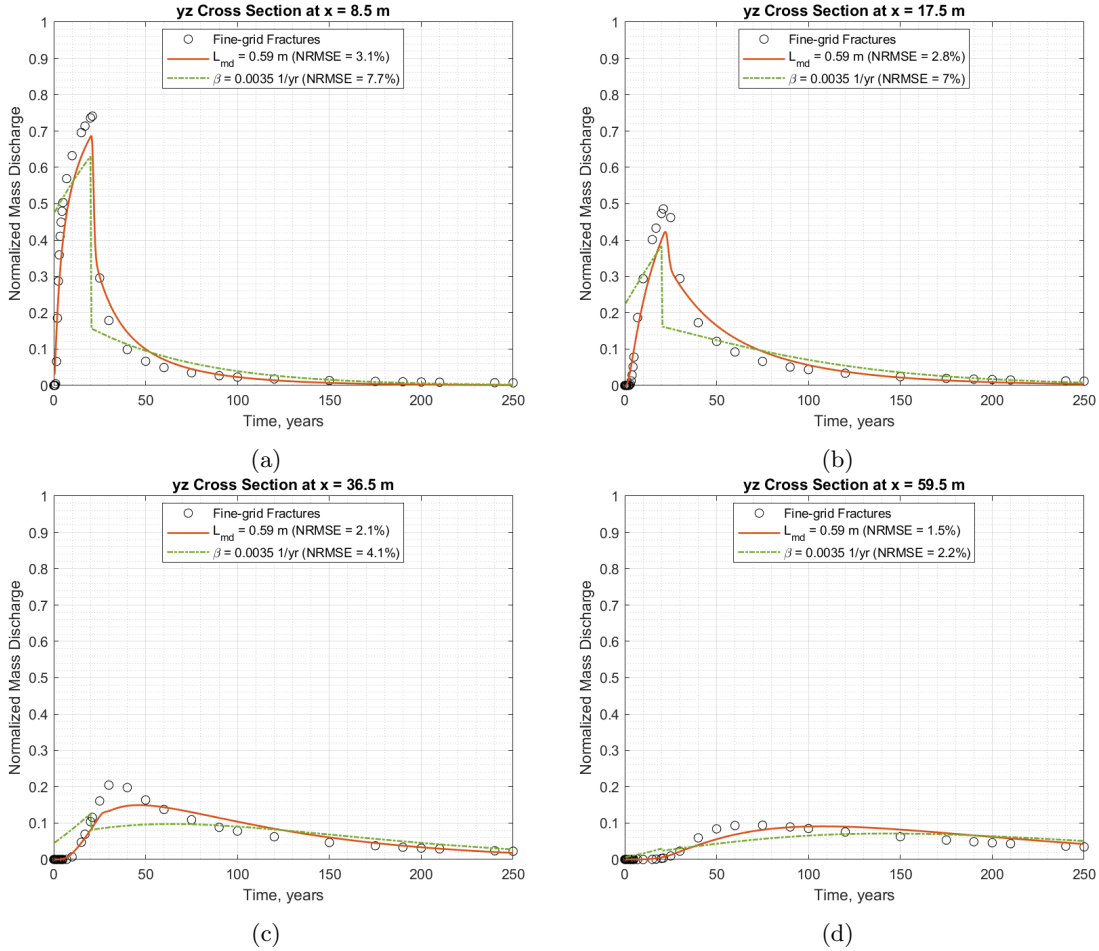 yz Cross Section at x = 8.5 m
Normalized Mass Discharge
1
0.9
0.8
0.7
0.6
0.5
0.4
0.3
0.2
0.1
0
Fine-grid Fractures
L_md = 0.59 m (NRMSE = 3.1%)
β = 0.0035 1/yr (NRMSE = 7.7%)
0 50 100 150 200 250
Time, years
(a)
yz Cross Section at x = 17.5 m
Normalized Mass Discharge
1
0.9
0.8
0.7
0.6
0.5
0.4
0.3
0.2
0.1
0
Fine-grid Fractures
L_md = 0.59 m (NRMSE = 2.8%)
β = 0.0035 1/yr (NRMSE = 7%)
0 50 100 150 200 250
Time, years
(b)
yz Cross Section at x = 36.5 m
Normalized Mass Discharge
1
0.9
0.8
0.7
0.6
0.5
0.4
0.3
0.2
0.1
0
Fine-grid Fractures
L_md = 0.59 m (NRMSE = 2.1%)
β = 0.0035 1/yr (NRMSE = 4.1%)
0 50 100 150 200 250
Time, years
(c)
yz Cross Section at x = 59.5 m
Normalized Mass Discharge
1
0.9
0.8
0.7
0.6
0.5
0.4
0.3
0.2
0.1
0
Fine-grid Fractures
L_md = 0.59 m (NRMSE = 1.5%)
β = 0.0035 1/yr (NRMSE = 2.2%)
0 50 100 150 200 250
Time, years
(d)